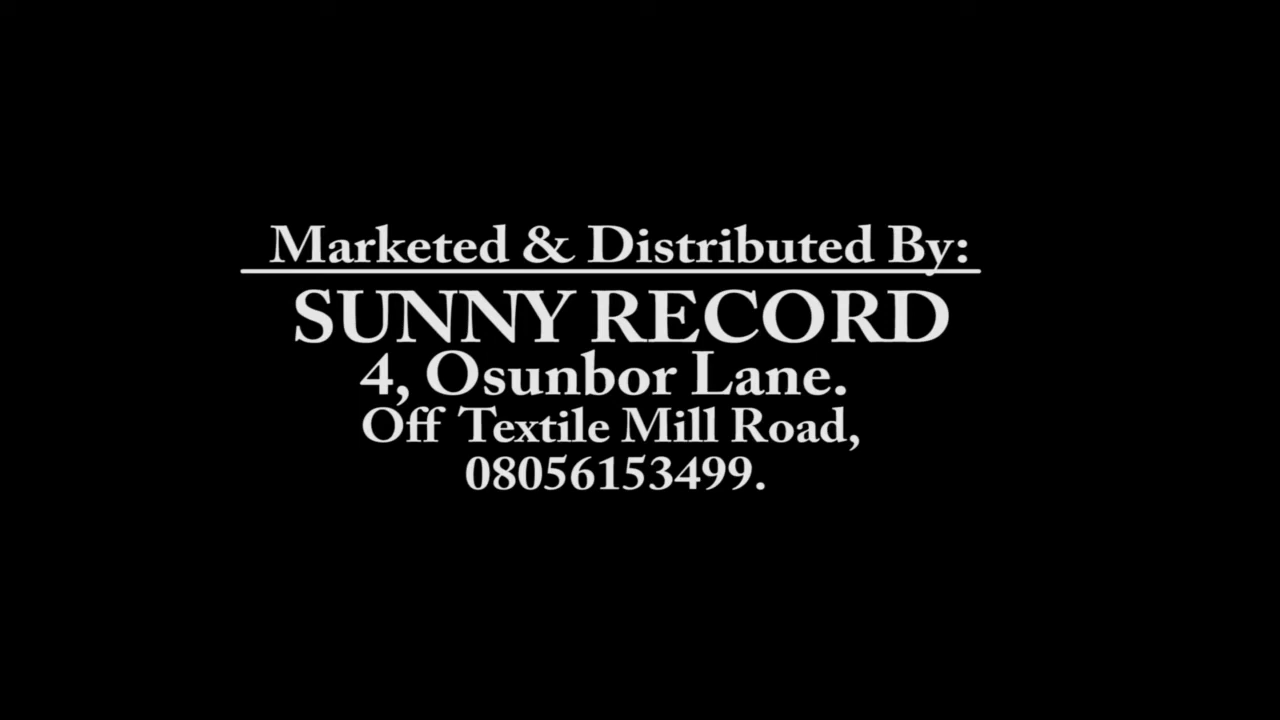 Marketed & Distributed By:
SUNNY RECORD
4, Osunbor Lane.
Off Textile Mill Road,
08056153499.